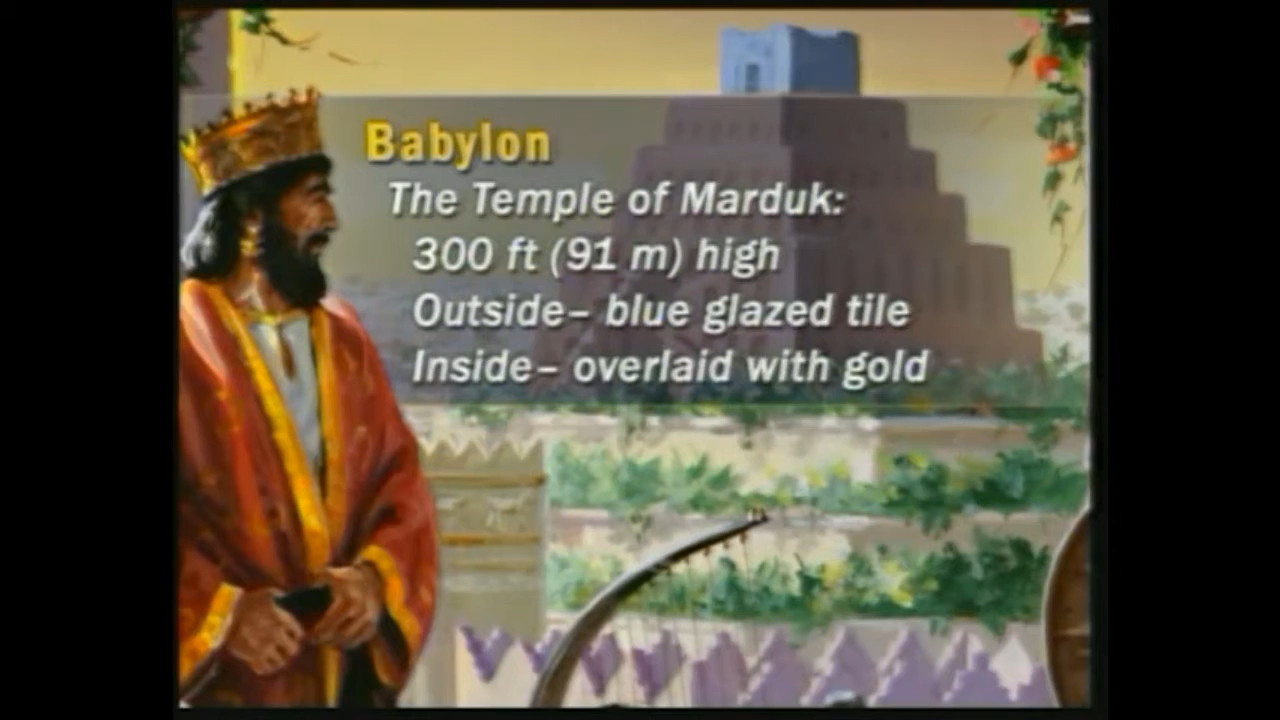 Babylon
The Temple of Marduk:
300 ft (91 m) high
Outside– blue glazed tile
Inside– overlaid with gold